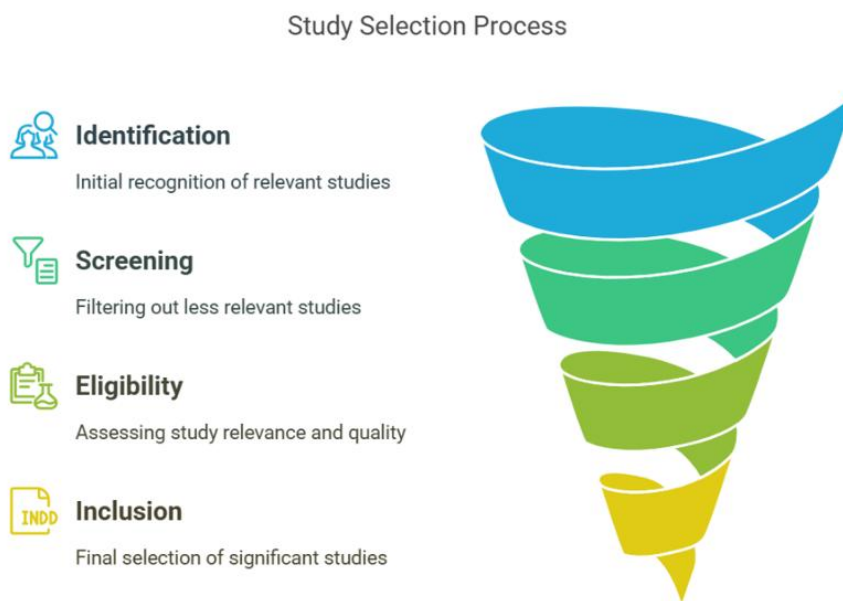 Study Selection Process
Identification
Initial recognition of relevant studies
Screening
Filtering out less relevant studies
Eligibility
Assessing study relevance and quality
INDD
Inclusion
Final selection of significant studies